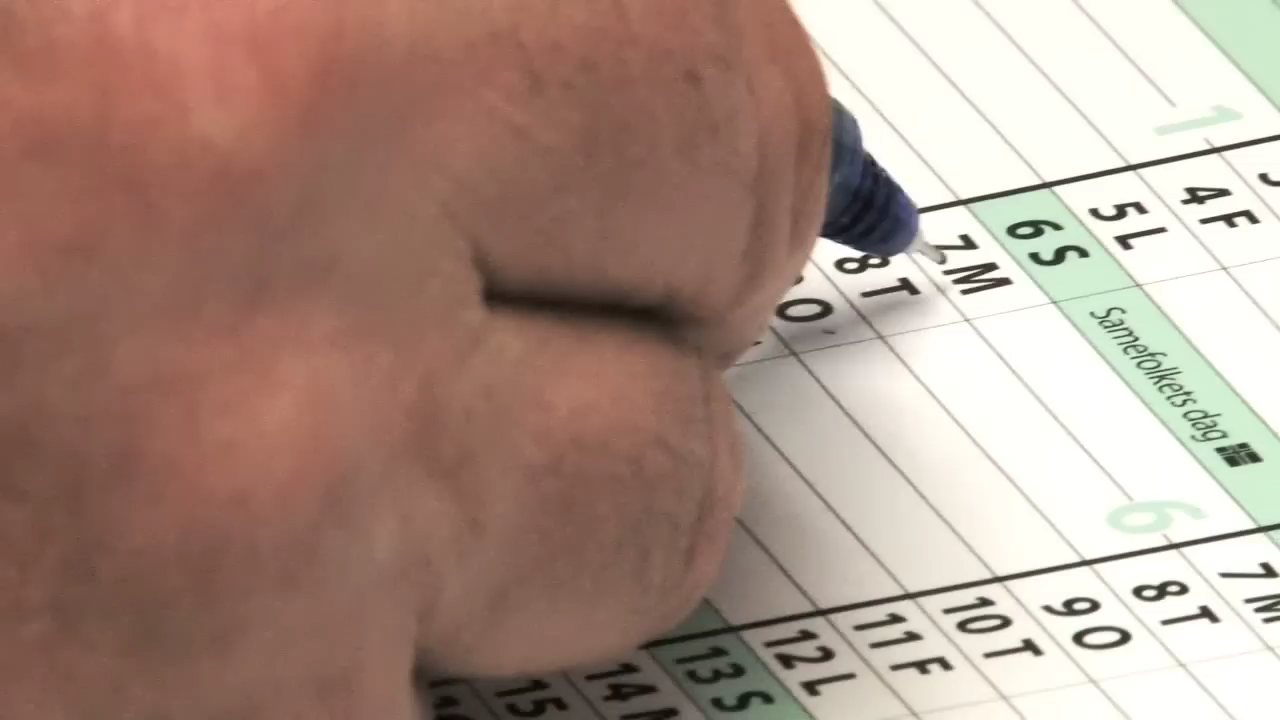 1
4 F
5 L
6 S Samefolkets dag
7 M
8 T
O
6
7 M
8 T
9 O
10 T
11 F
12 L
13 S
14 M
15